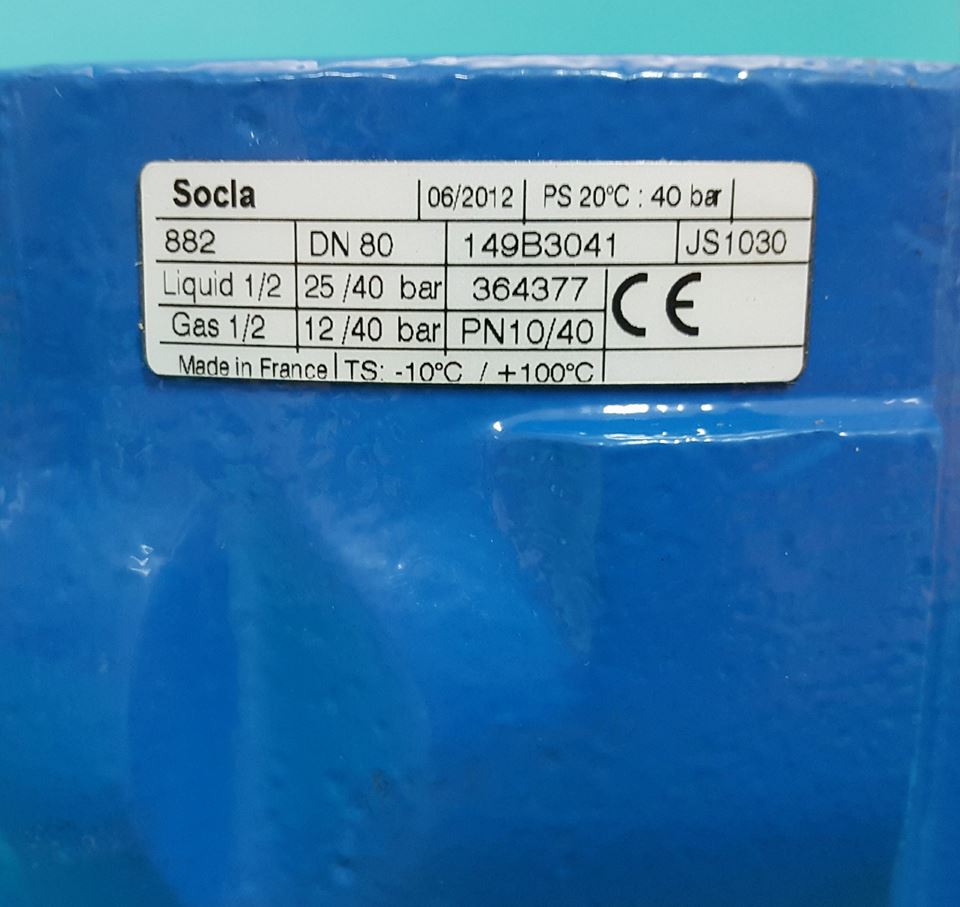 Socla 06/2012 PS 20°C : 40 bar
882 DN 80 149B3041 JS1030
Liquid 1/2 25 /40 bar 364377 CE
Gas 1/2 12 /40 bar PN10/40
Made in France TS: -10°C / +100°C